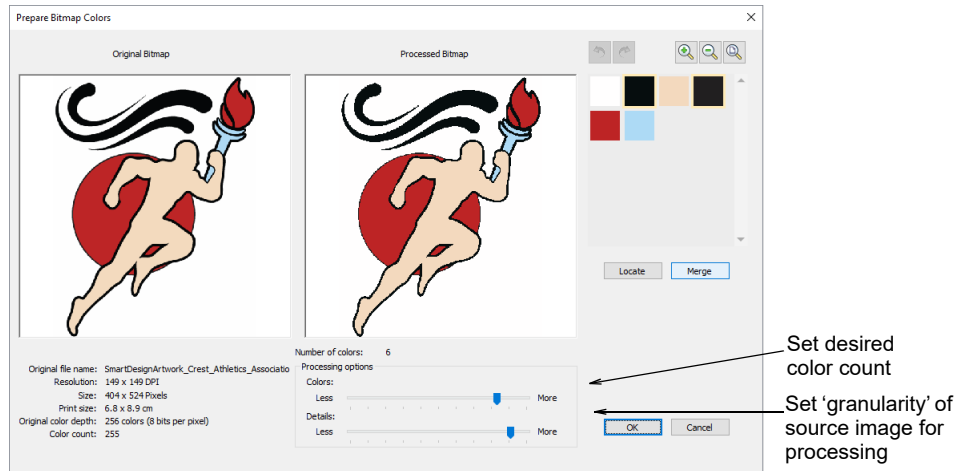 Prepare Bitmap Colors
Original Bitmap
Processed Bitmap
Locate
Merge
Number of colors: 6
Original file name: SmartDesignArtwork_Crest_Athletics_Associatio
Resolution: 149 x 149 DPI
Size: 404 x 524 Pixels
Print size: 6.8 x 8.9 cm
Original color depth: 256 colors (8 bits per pixel)
Color count: 255
Processing options
Colors:
Less
More
Details:
Less
More
OK
Cancel
Set desired
color count
Set ‘granularity’ of
source image for
processing